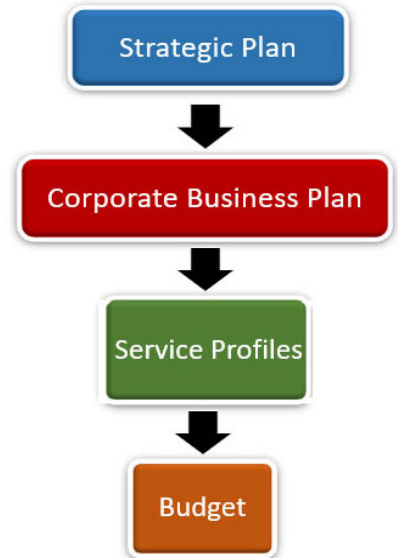 Strategic Plan
Corporate Business Plan
Service Profiles
Budget